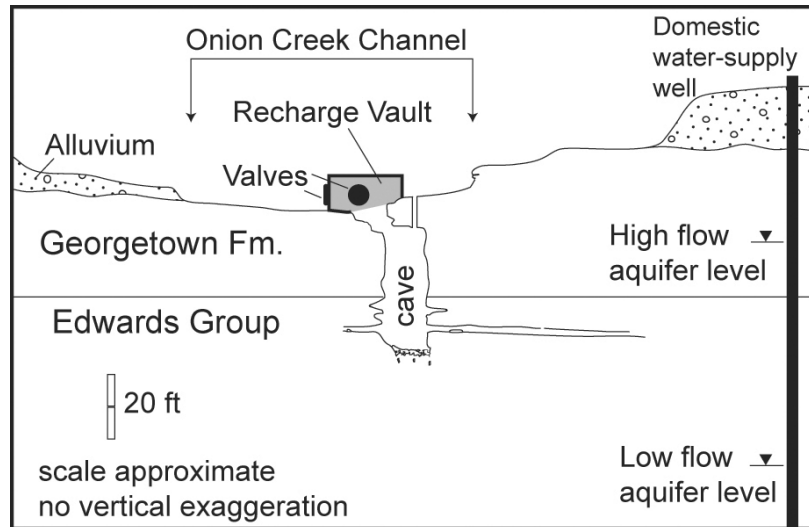 Onion Creek Channel
Domestic
water-supply
well
Recharge Vault
Alluvium
Valves
Georgetown Fm.
High flow
aquifer level
cave
Edwards Group
20 ft
Low flow
aquifer level
scale approximate
no vertical exaggeration